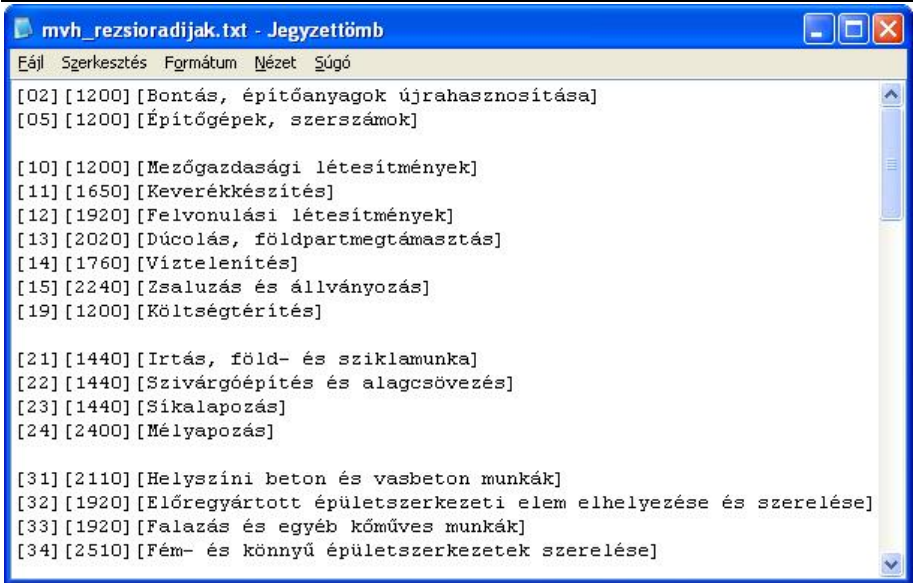 mvh_rezsioradijak.txt - Jegyzettömb
Fájl Szerkesztés Formátum Nézet Súgó
[02][1200][Bontás, építőanyagok újrahasznosítása]
[05][1200][Építőgépek, szerszámok]
[10][1200][Mezőgazdasági létesítmények]
[11][1650][Keverékkészítés]
[12][1920][Felvonulási létesítmények]
[13][2020][Dúcolás, földpartmegtámasztás]
[14][1760][Víztelenítés]
[15][2240][Zsaluzás és állványozás]
[19][1200][Költségtérítés]
[21][1440][Irtás, föld- és sziklamunka]
[22][1440][Szivárgóépítés és alagcsövezés]
[23][1440][Síkalapozás]
[24][2400][Mélyapozás]
[31][2110][Helyszíni beton és vasbeton munkák]
[32][1920][Előregyártott épületszerkezeti elem elhelyezése és szerelése]
[33][1920][Falazás és egyéb kőműves munkák]
[34][2510][Fém- és könnyű épületszerkezetek szerelése]